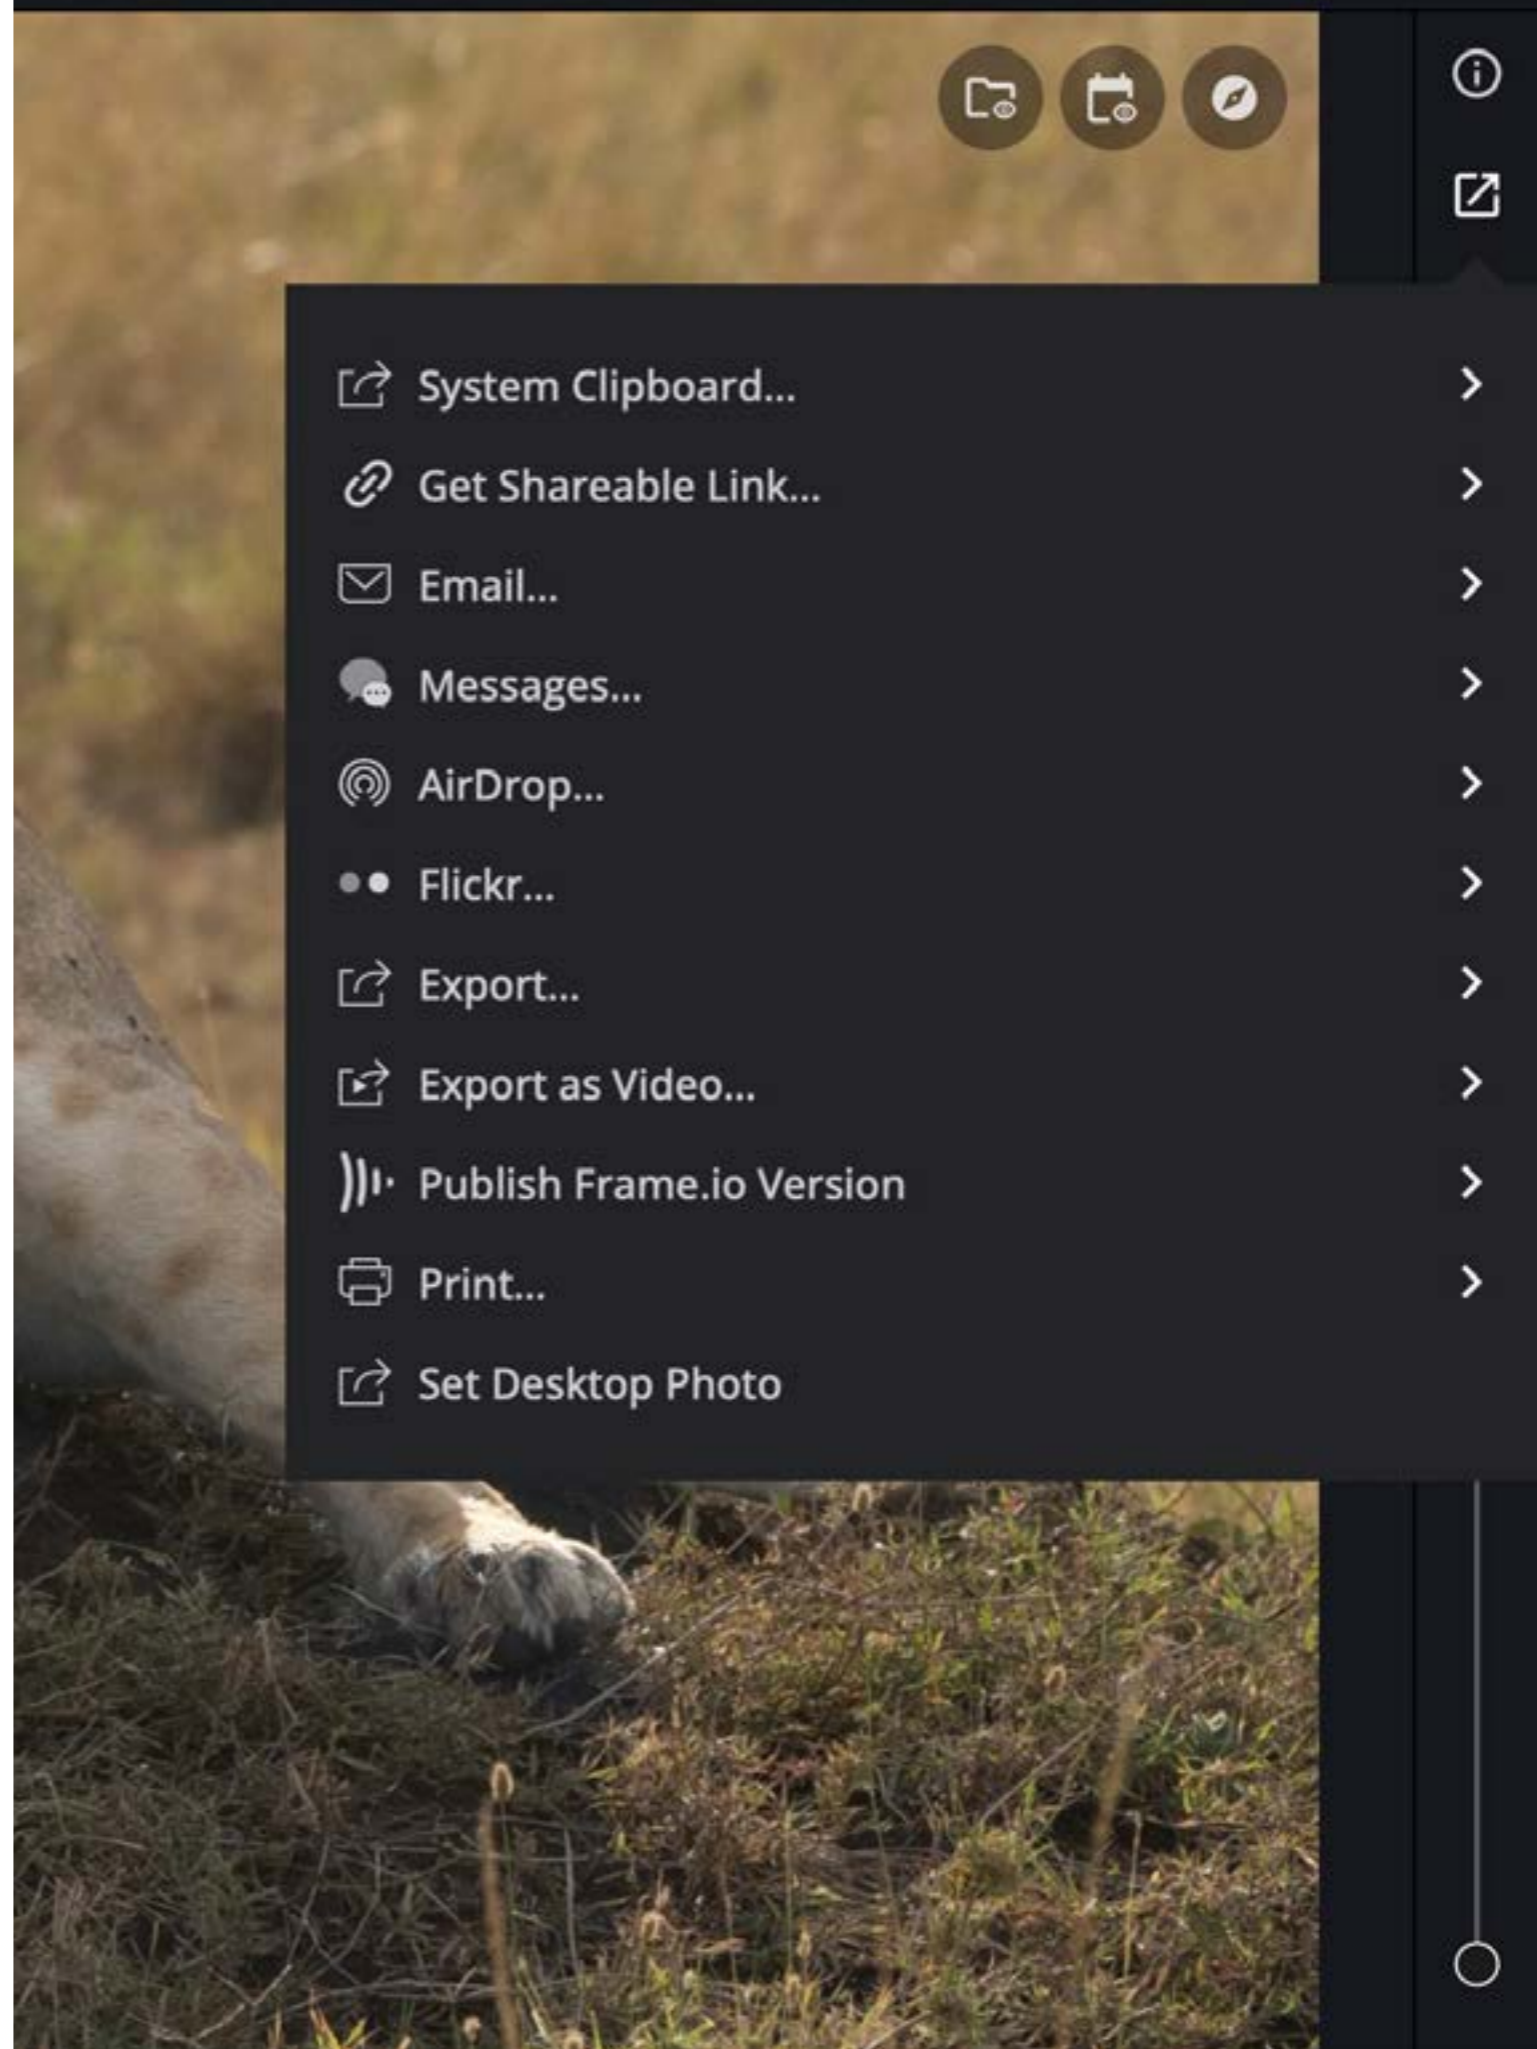 System Clipboard...
Get Shareable Link...
Email...
Messages...
AirDrop...
Flickr...
Export...
Export as Video...
Publish Frame.io Version
Print...
Set Desktop Photo